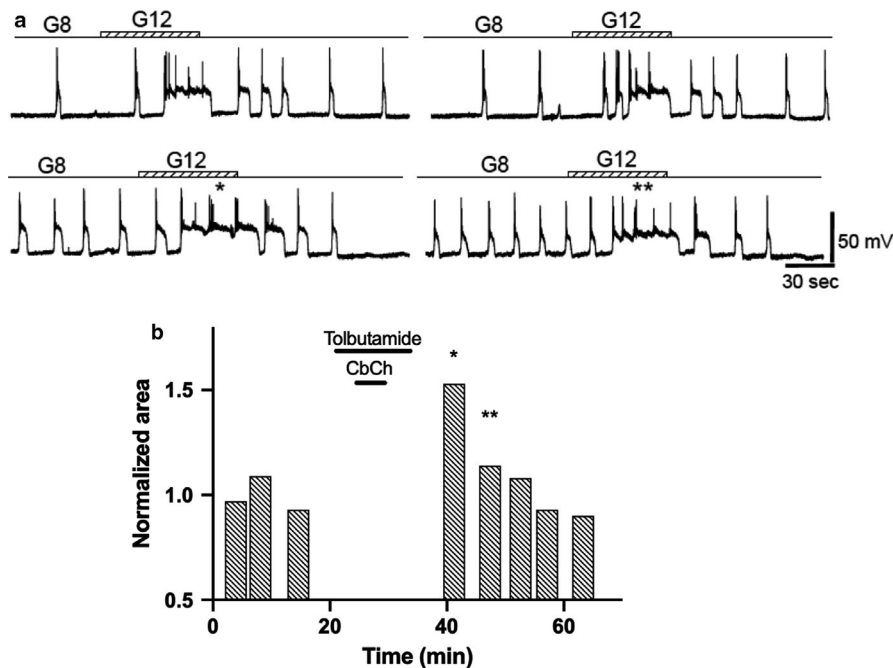 a
G8 G12
G12
G8 G12
*
G8 G12
**
50 mV
30 sec
b
Tolbutamide
CbCh
*
**
Normalized area
1.5
1.0
0.5
0 20 40 60
Time (min)